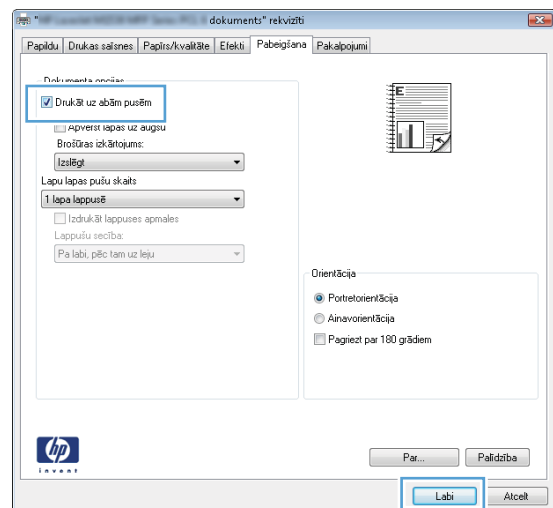 dokuments" rekvizīti
Papildu Drukas saīsnes Papīrs/kvalitāte Efekti Pabeigšana Pakalpojumi
Dokumenta opcijas
Drukāt uz abām pusēm
Apvērst lapas uz augšu
Brošūras izkārtojums:
Izslēgt
Lapu lapas pušu skaits
1 lapa lappusē
Izdrukāt lappuses apmales
Lappušu secība:
Pa labi, pēc tam uz leju
E
Orientācija
Portretorientācija
Ainavorientācija
Pagriezt par 180 grādiem
hp
invent
Par... Palīdzība
Labi Atcelt